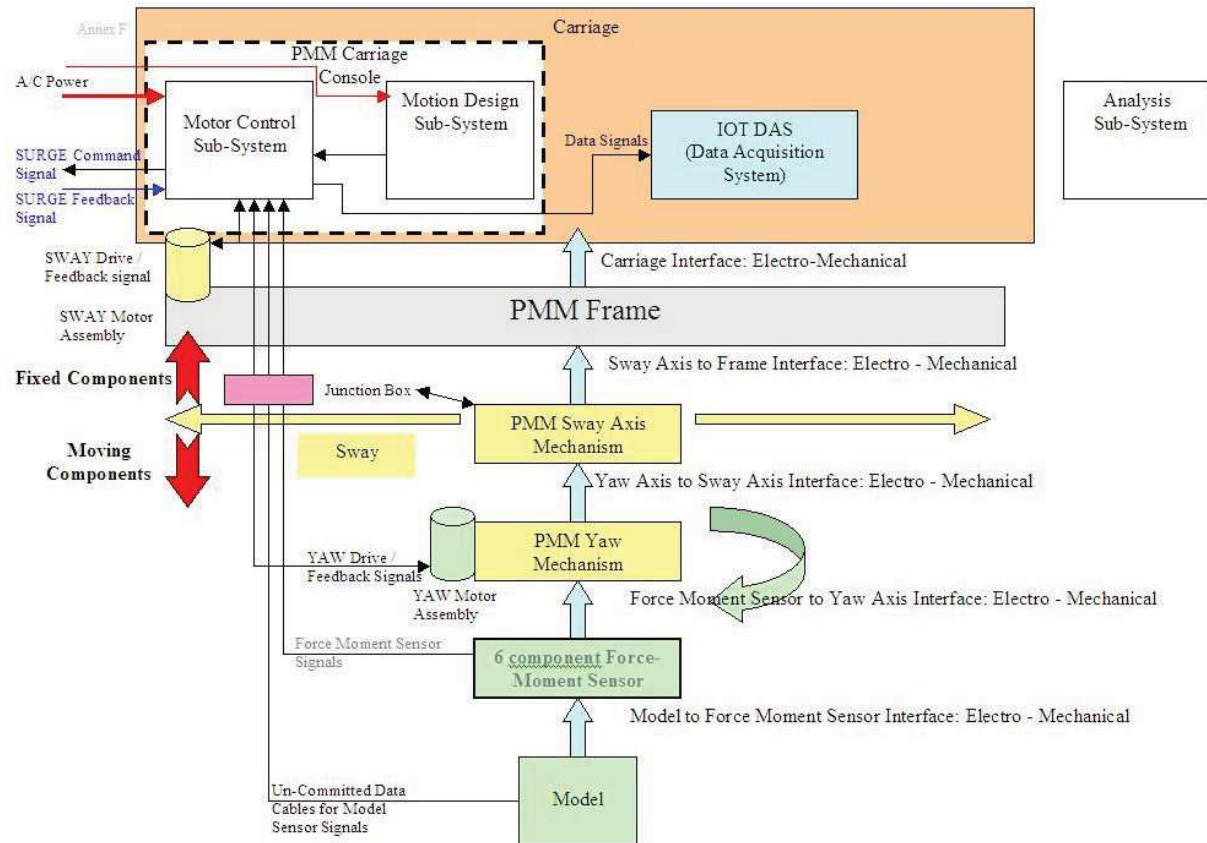 Annex F
Carriage
PMM Carriage
Console
A/C Power
Motor Control
Sub-System
Motion Design
Sub-System
IOT DAS
(Data Acquisition
System)
Analysis
Sub-System
Data Signals
SURGE Command
Signal
SURGE Feedback
Signal
SWAY Drive /
Feedback signal
Carriage Interface: Electro-Mechanical
SWAY Motor
Assembly
PMM Frame
Fixed Components
Sway Axis to Frame Interface: Electro - Mechanical
Junction Box
PMM Sway Axis
Mechanism
Moving
Components
Sway
Yaw Axis to Sway Axis Interface: Electro - Mechanical
PMM Yaw
Mechanism
YAW Drive /
Feedback Signals
YAW Motor
Assembly
Force Moment Sensor to Yaw Axis Interface: Electro - Mechanical
Force Moment Sensor
Signals
6 component Force-
Moment Sensor
Model to Force Moment Sensor Interface: Electro - Mechanical
Un-Committed Data
Cables for Model
Sensor Signals
Model